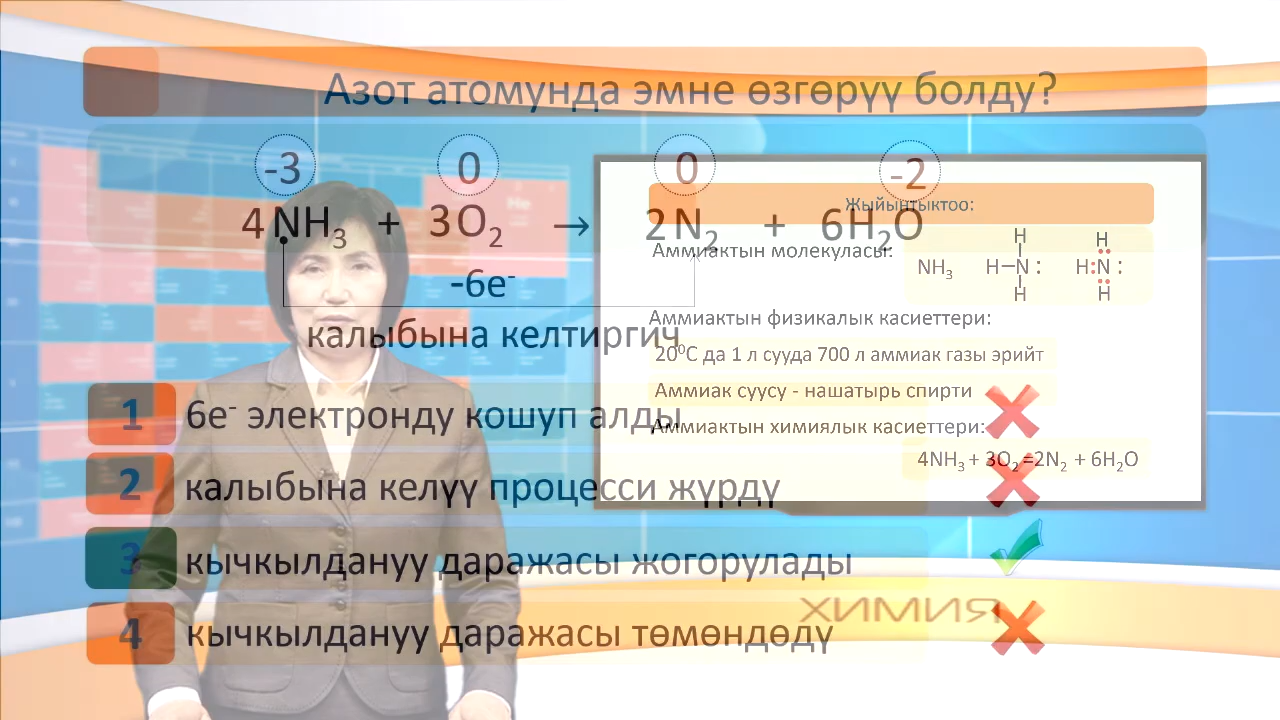 Азот атомунда эмне өзгөрүү болду?
-3 0 0 -2
4NH₃ + 3O₂ → 2N₂ + 6H₂O
-6e⁻
калыбына келтиргич
1 6e⁻ электронду кошуп алды
2 калыбына келүү процесси жүрдү
3 кычкылдануу даражасы жогорулады
4 кычкылдануу даражасы төмөндөдү
Жыйынтыктоо:
Аммиактын молекуласы:
NH₃
H
H–N:
H
H
H:N:
H
Аммиактын физикалык касиеттери:
20⁰C да 1 л сууда 700 л аммиак газы эрийт
Аммиак суусу - нашатырь спирти
Аммиактын химиялык касиеттери:
4NH₃ + 3O₂ =2N₂ + 6H₂O
ХИМИЯ
He